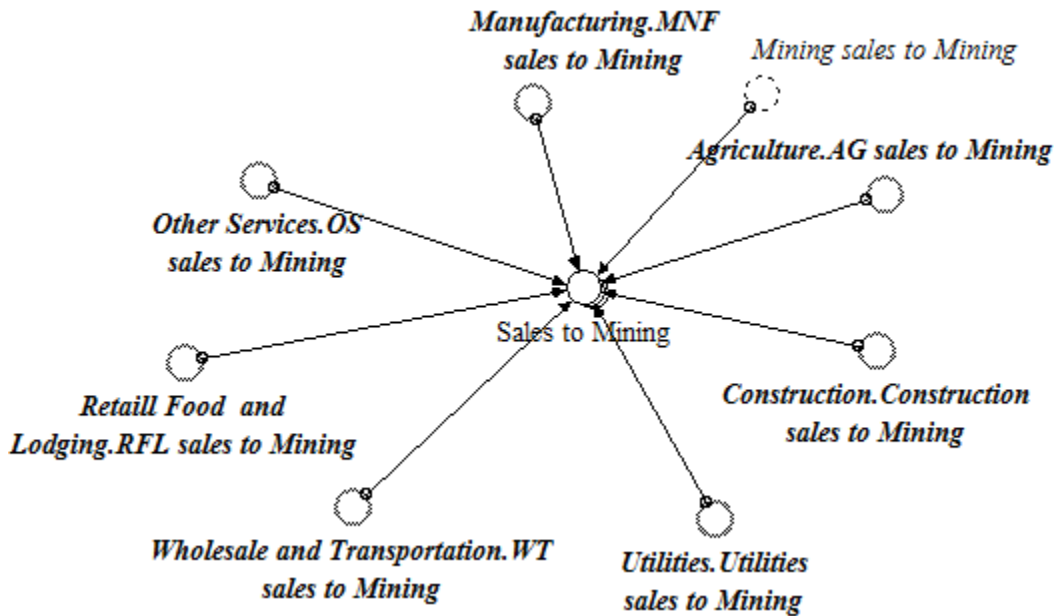 Manufacturing.MNF
sales to Mining
Mining sales to Mining
Agriculture.AG sales to Mining
Other Services.OS
sales to Mining
Sales to Mining
Retaill Food and
Lodging.RFL sales to Mining
Construction.Construction
sales to Mining
Wholesale and Transportation.WT
sales to Mining
Utilities.Utilities
sales to Mining